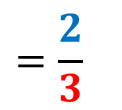 = 2/3